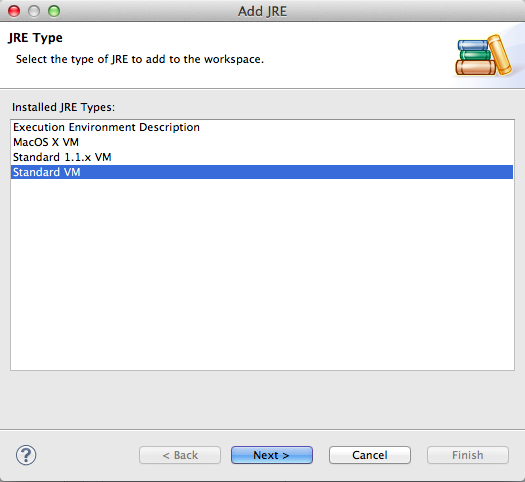 Add JRE
JRE Type
Select the type of JRE to add to the workspace.
Installed JRE Types:
Execution Environment Description
MacOS X VM
Standard 1.1.x VM
Standard VM
?
< Back
Next >
Cancel
Finish